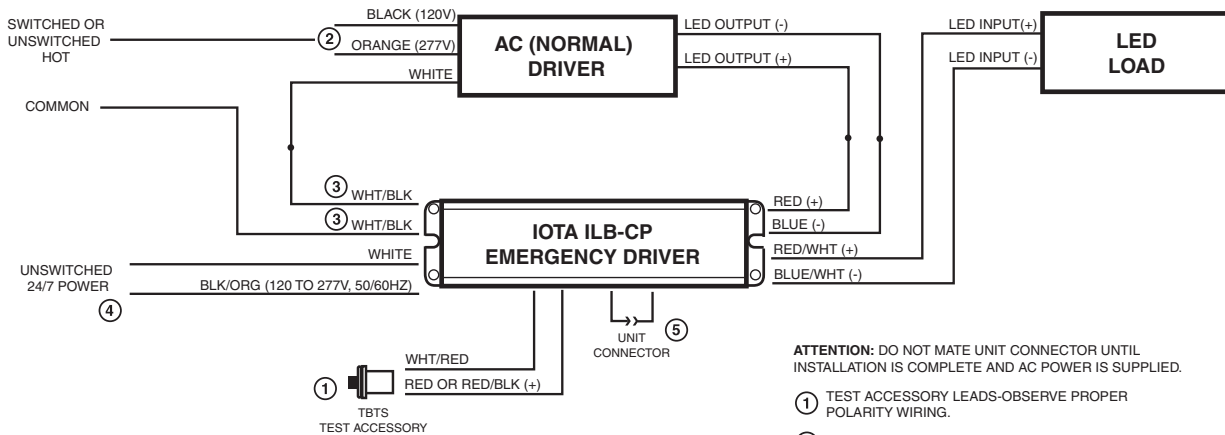 SWITCHED OR
UNSWITCHED
HOT
2
BLACK (120V)
ORANGE (277V)
WHITE
AC (NORMAL)
DRIVER
LED OUTPUT (-)
LED OUTPUT (+)
LED INPUT(+)
LED INPUT (-)
LED
LOAD
COMMON
3 WHT/BLK
3 WHT/BLK
WHITE
UNSWITCHED
24/7 POWER
4
BLK/ORG (120 TO 277V, 50/60HZ)
IOTA ILB-CP
EMERGENCY DRIVER
RED (+)
BLUE (-)
RED/WHT (+)
BLUE/WHT (-)
UNIT
CONNECTOR
5
WHT/RED
RED OR RED/BLK (+)
1
TBTS
TEST ACCESSORY
ATTENTION: DO NOT MATE UNIT CONNECTOR UNTIL
INSTALLATION IS COMPLETE AND AC POWER IS SUPPLIED.
1 TEST ACCESSORY LEADS-OBSERVE PROPER
POLARITY WIRING.